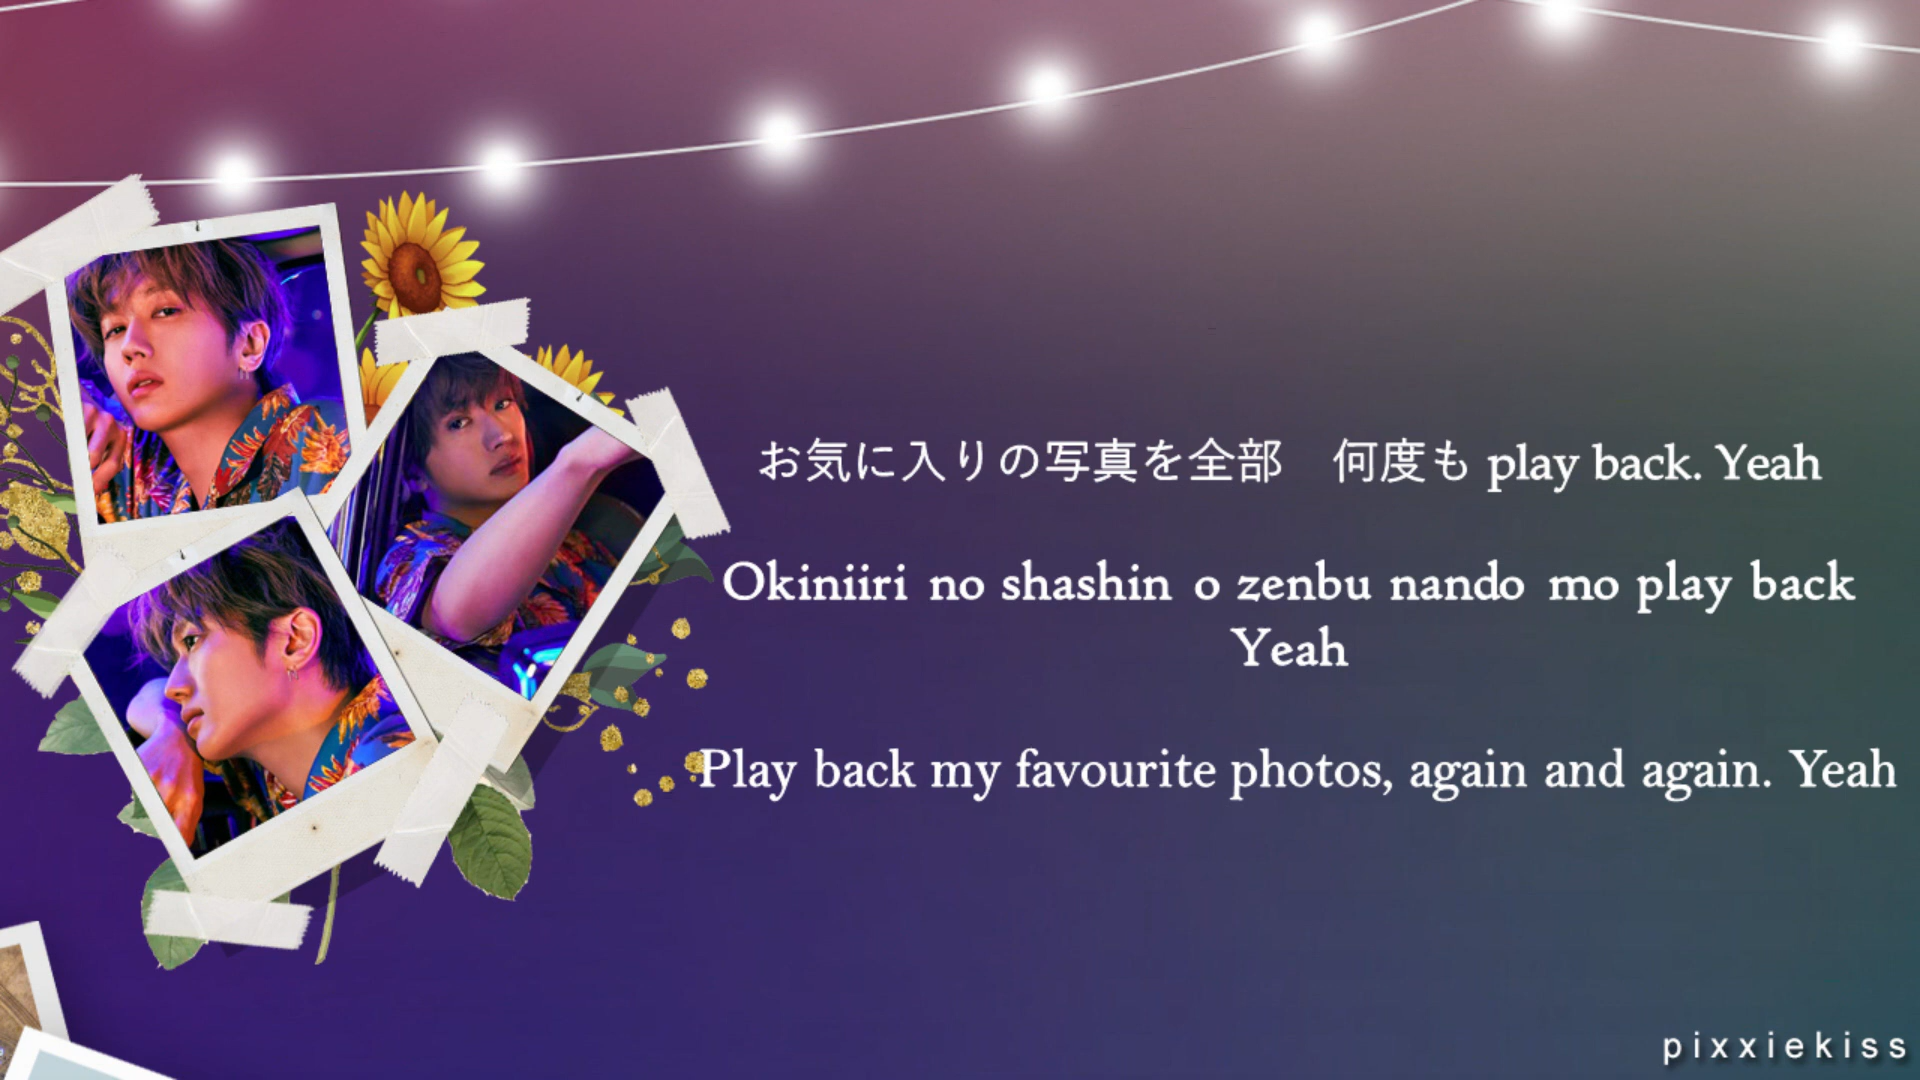 お気に入りの写真を全部　何度も play back. Yeah
Okiniiri no shashin o zenbu nando mo play back
Yeah
Play back my favourite photos, again and again. Yeah
pixxiekiss